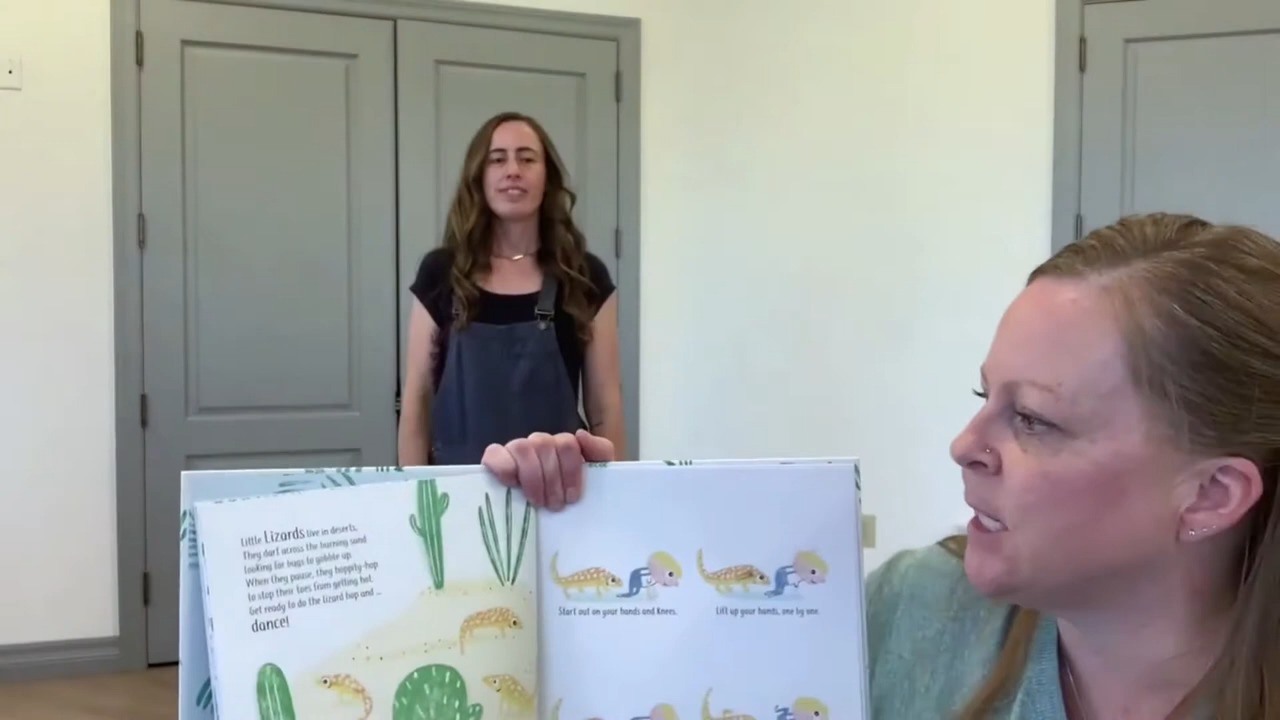 Little Lizards live in deserts.
They dart across the burning sand
looking for bugs to gobble up.
When they pause, they hoppity-hop
to stop their toes from getting hot.
Get ready to do the lizard hop and ...
dance!
Start out on your hands and knees.
Lift up your hands, one by one.